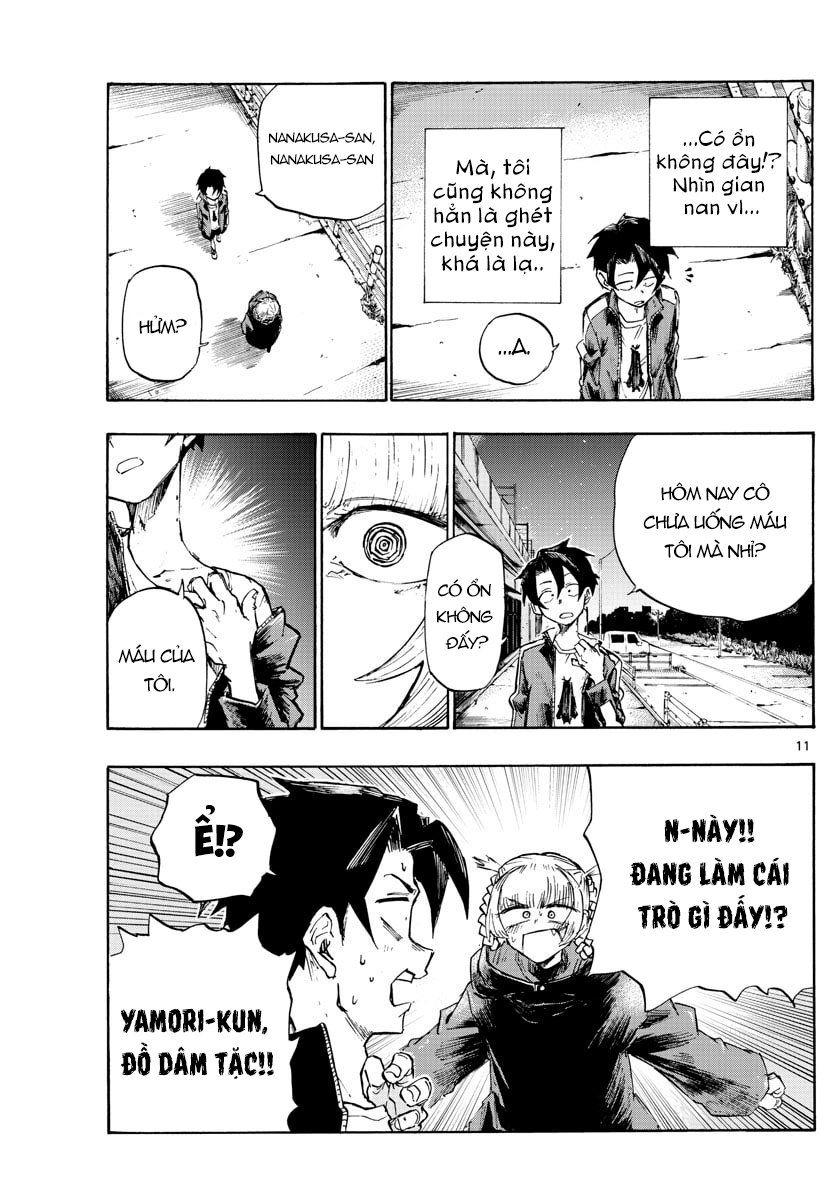 ...Có ổn
không đây!?
Nhìn gian
nan vl...
Mà, tôi
cũng không
hẳn là ghét
chuyện này,
khá là lạ..
...A.
NANAKUSA-SAN,
NANAKUSA-SAN
HỬM?
HÔM NAY CÔ
CHƯA UỐNG MÁU
TÔI MÀ NHỈ?
CÓ ỔN
KHÔNG
ĐẤY?
MÁU CỦA
TÔI.
11
N-NÀY!!
ĐANG LÀM CÁI
TRÒ GÌ ĐẤY!?
Ể!?
YAMORI-KUN,
ĐỒ DÂM TẶC!!